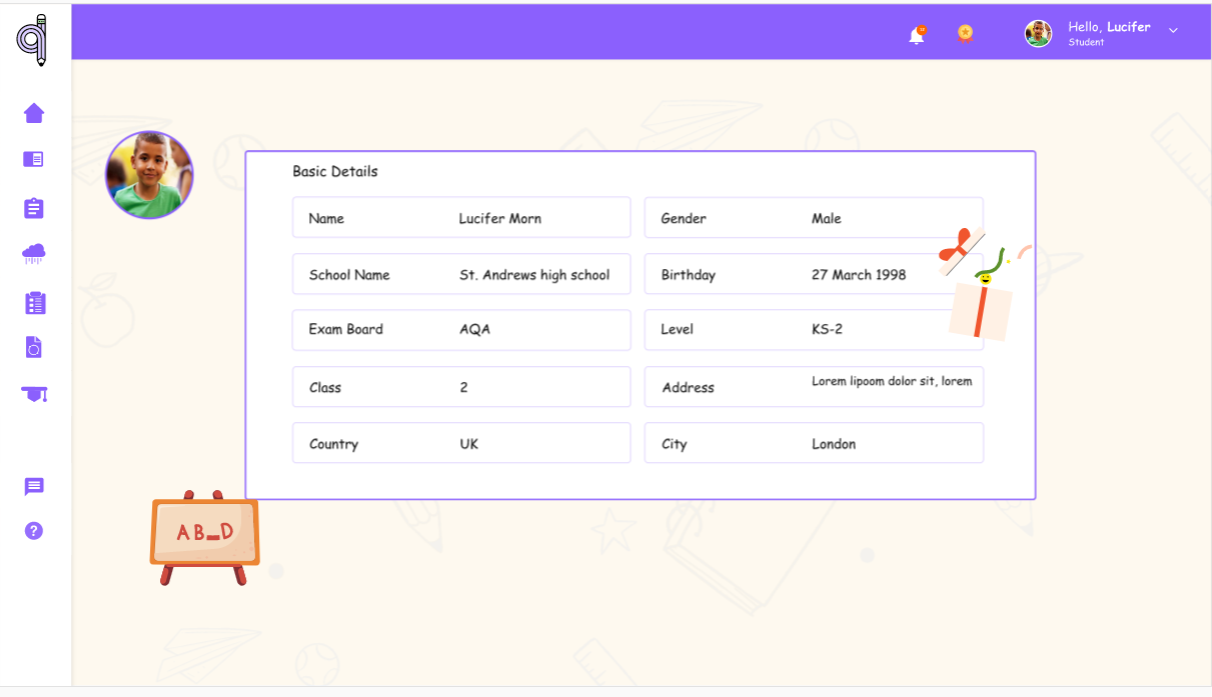 Hello, Lucifer
Student
Basic Details
Name Lucifer Morn
Gender Male
School Name St. Andrews high school
Birthday 27 March 1998
Exam Board AQA
Level KS-2
Class 2
Address Lorem lipoom dolor sit, lorem
Country UK
City London
AB_D